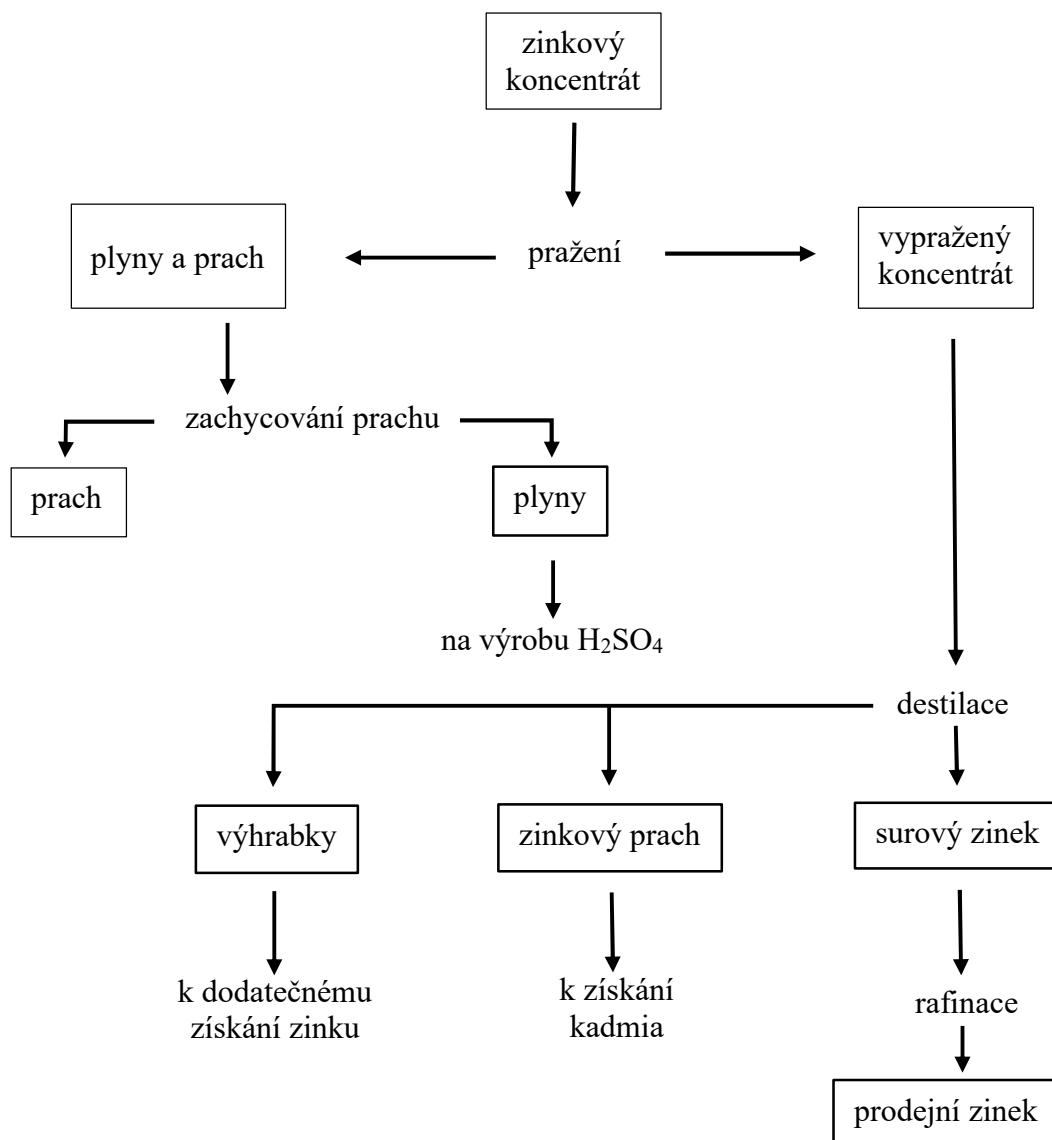 zinkový
koncentrát
plyny a prach
pražení
vypražený
koncentrát
zachycování prachu
prach
plyny
na výrobu H₂SO₄
destilace
výhrabky
zinkový prach
surový zinek
k dodatečnému
získání zinku
k získání
kadmia
rafinace
prodejní zinek